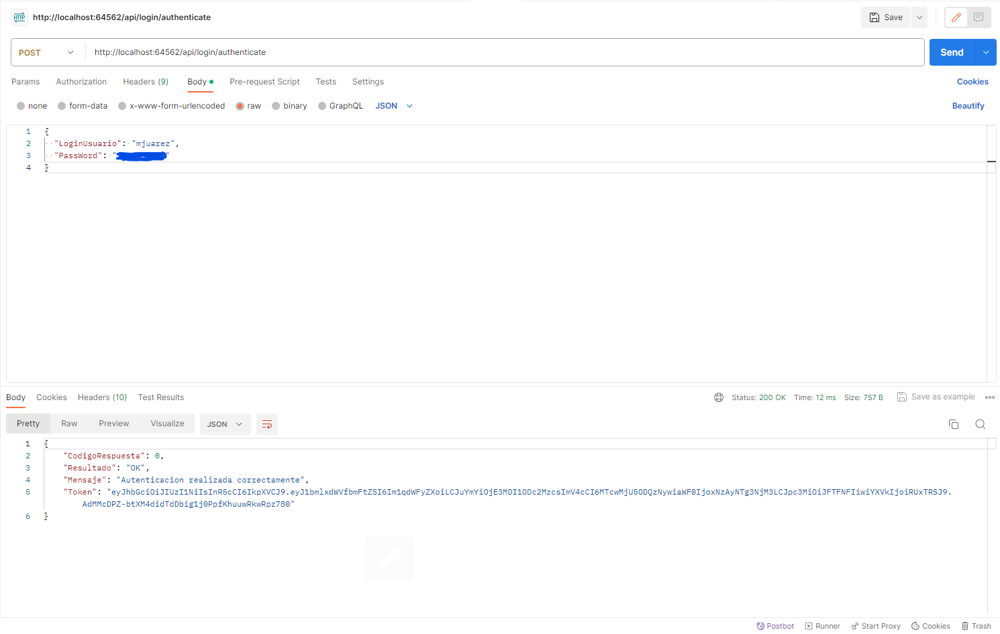 HTTP http://localhost:64562/api/login/authenticate Save
POST http://localhost:64562/api/login/authenticate Send
Params Authorization Headers (9) Body Pre-request Script Tests Settings Cookies
none form-data x-www-form-urlencoded raw binary GraphQL JSON Beautify
1 {
2 "LoginUsuario": "mjuarez",
3 "PassWord": " "
4 }
Body Cookies Headers (10) Test Results Status: 200 OK Time: 12 ms Size: 757 B Save as example
Pretty Raw Preview Visualize JSON
1 {
2 "CodigoRespuesta": 0,
3 "Resultado": "OK",
4 "Mensaje": "Autenticacion realizada correctamente",
5 "Token": "eyJhbGciOiJIUzI1NiIsInR5cCI6IkpXVCJ9.eyJ1bmlxdWVfbmFtZSI6Im1qdWFyZXoiLCJuYmYiOjE3MDI1ODc2MzcsImV4cCI6MTcwMjU5ODQzNywiaWF0IjoxNzAyNTg3NjM3LCJpc3MiOiJFTFNFIiwiYXVkIjoiRUxTRSJ9.
AdMMcDPZ-btXM4didTdDbig1j0PpfKhuuwRkwRpz780"
6 }
Postbot Runner Start Proxy Cookies Trash